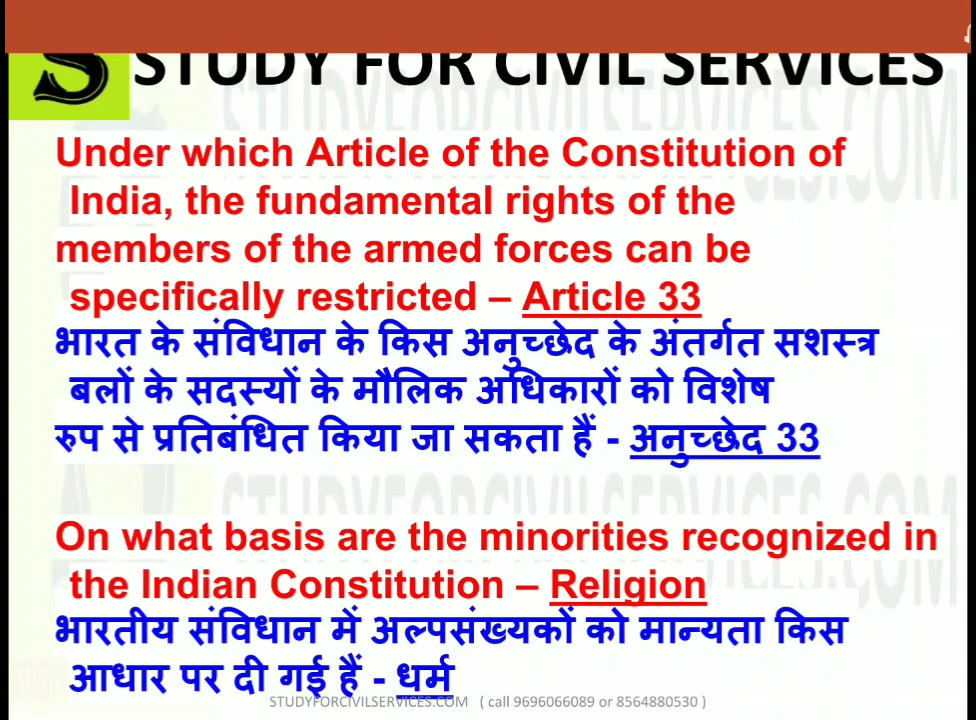 S STUDY FOR CIVIL SERVICES
Under which Article of the Constitution of
India, the fundamental rights of the
members of the armed forces can be
specifically restricted – Article 33
भारत के संविधान के किस अनुच्छेद के अंतर्गत सशस्त्र
बलों के सदस्यों के मौलिक अधिकारों को विशेष
रुप से प्रतिबंधित किया जा सकता हैं - अनुच्छेद 33
On what basis are the minorities recognized in
the Indian Constitution – Religion
भारतीय संविधान में अल्पसंख्यकों को मान्यता किस
आधार पर दी गई हैं - धर्म
STUDYFORCIVILSERVICES.COM ( call 9696066089 or 8564880530 )